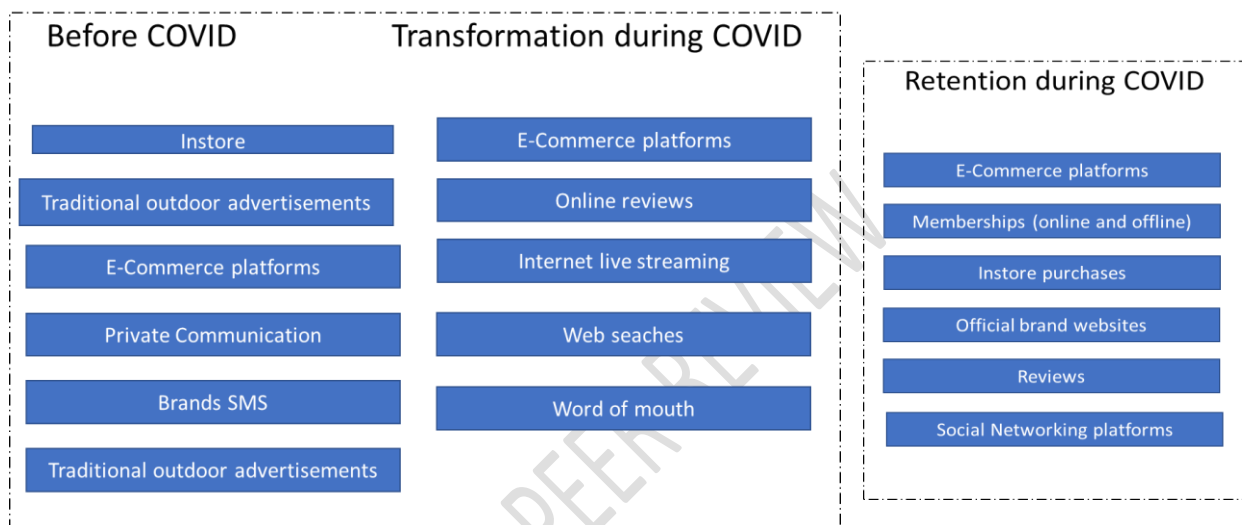 Before COVID
Transformation during COVID
Retention during COVID
Instore
Traditional outdoor advertisements
E-Commerce platforms
Private Communication
Brands SMS
Traditional outdoor advertisements
E-Commerce platforms
Online reviews
Internet live streaming
Web seaches
Word of mouth
E-Commerce platforms
Memberships (online and offline)
Instore purchases
Official brand websites
Reviews
Social Networking platforms
PEER REVIEW